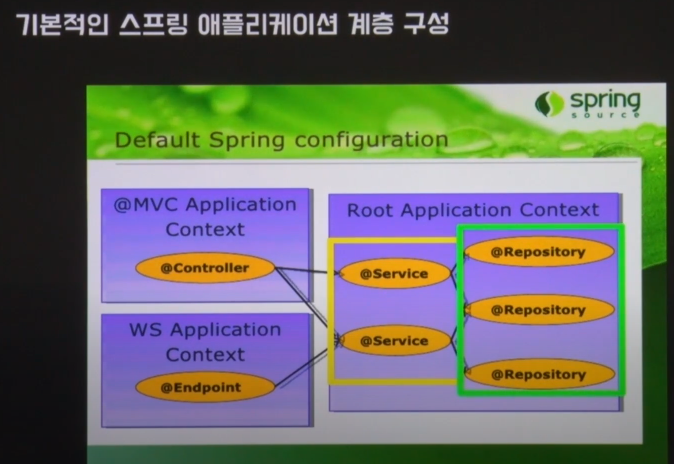 기본적인 스프링 애플리케이션 계층 구성
spring
source
Default Spring configuration
@MVC Application
Context
@Controller
WS Application
Context
@Endpoint
Root Application Context
@Service
@Service
@Repository
@Repository
@Repository